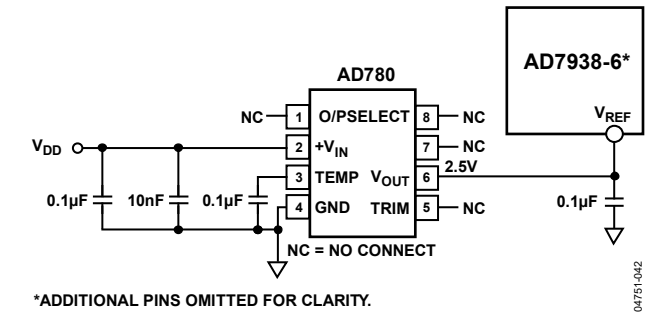 AD780
AD7938-6*
NC 1 O/PSELECT 8 NC
VREF
VDD 2 +VIN 7 NC
2.5V
3 TEMP VOUT 6
0.1µF 10nF 0.1µF 4 GND TRIM 5 NC 0.1µF
NC = NO CONNECT
*ADDITIONAL PINS OMITTED FOR CLARITY.
04751-042